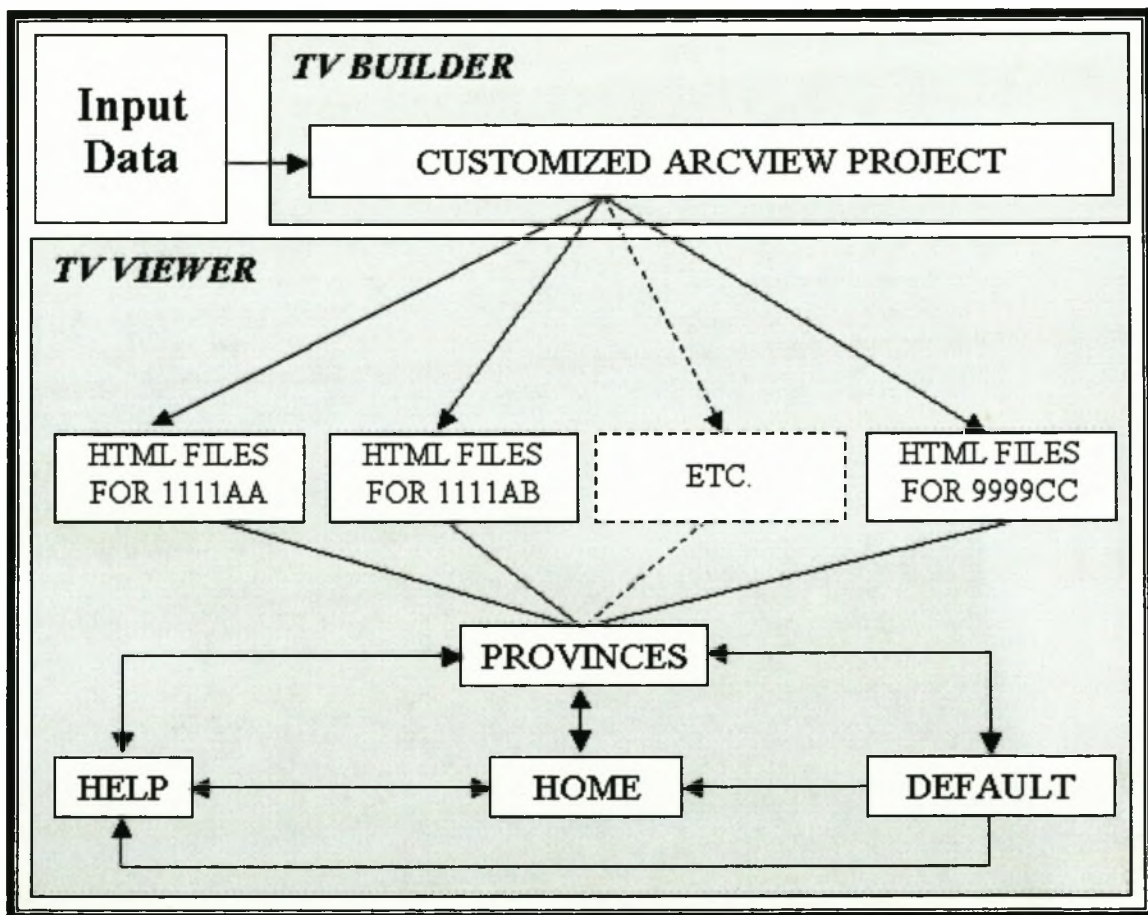 Input
Data
TV BUILDER
CUSTOMIZED ARCVIEW PROJECT
TV VIEWER
HTML FILES
FOR 1111AA
HTML FILES
FOR 1111AB
ETC.
HTML FILES
FOR 9999CC
PROVINCES
HELP
HOME
DEFAULT